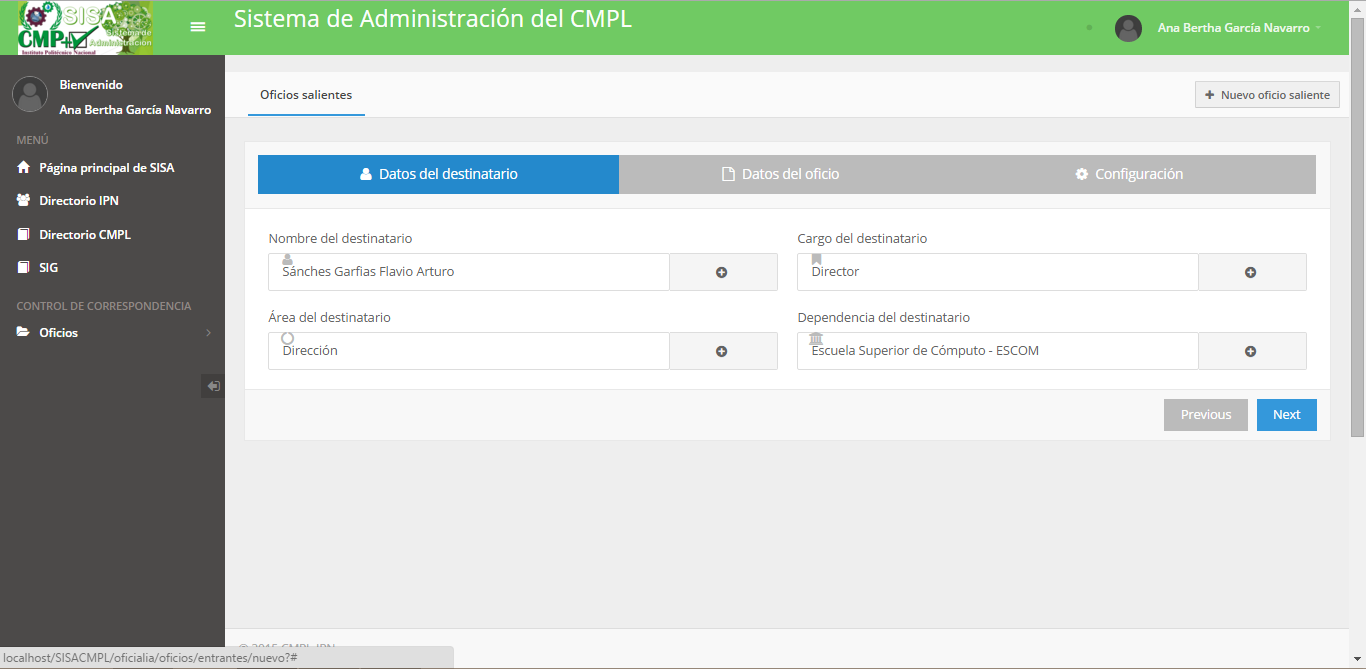 SISA
CMP+L
Sistema de
Administración
Instituto Politécnico Nacional
Sistema de Administración del CMPL
Ana Bertha García Navarro
Bienvenido
Ana Bertha García Navarro
MENÚ
Página principal de SISA
Directorio IPN
Directorio CMPL
SIG
CONTROL DE CORRESPONDENCIA
Oficios
Oficios salientes
+ Nuevo oficio saliente
Datos del destinatario
Datos del oficio
Configuración
Nombre del destinatario
Cargo del destinatario
Sánches Garfias Flavio Arturo
Director
Área del destinatario
Dependencia del destinatario
Dirección
Escuela Superior de Cómputo - ESCOM
Previous
Next
© 2015 CMPL IPN
localhost/SISACMPL/oficialia/oficios/entrantes/nuevo?#